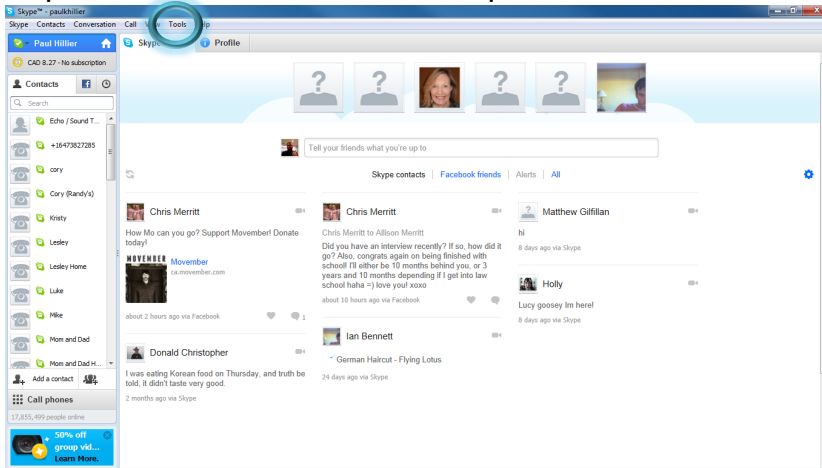 Skype™ - paulkhillier
Skype Contacts Conversation Call Tools
Paul Hillier
Profile
CAD 8.27 - No subscription
Contacts
Search
Echo / Sound T...
+16473827285
cory
Cory (Randy's)
Kristy
Lesley
Lesley Home
Luke
Mike
Mom and Dad
Mom and Dad H...
Add a contact
Call phones
17,855,499 people online
50% off
group vid...
Learn More.
Tell your friends what you're up to
Skype contacts | Facebook friends | Alerts | All
Chris Merritt
How Mo can you go? Support Movember! Donate
today!
MOVEMBER
Movember
ca.movember.com
about 2 hours ago via Facebook
1
Donald Christopher
I was eating Korean food on Thursday, and truth be
told, it didn't taste very good.
2 months ago via Skype
Chris Merritt
Chris Merritt to Allison Merritt
Did you have an interview recently? If so, how did it
go? Also, congrats again on being finished with
school! I'll either be 10 months behind you, or 3
years and 10 months depending if I get into law
school haha =) love you! xoxo
about 10 hours ago via Facebook
Ian Bennett
German Haircut - Flying Lotus
24 days ago via Skype
Matthew Gilfillan
hi
8 days ago via Skype
Holly
Lucy goosey Im here!
8 days ago via Skype